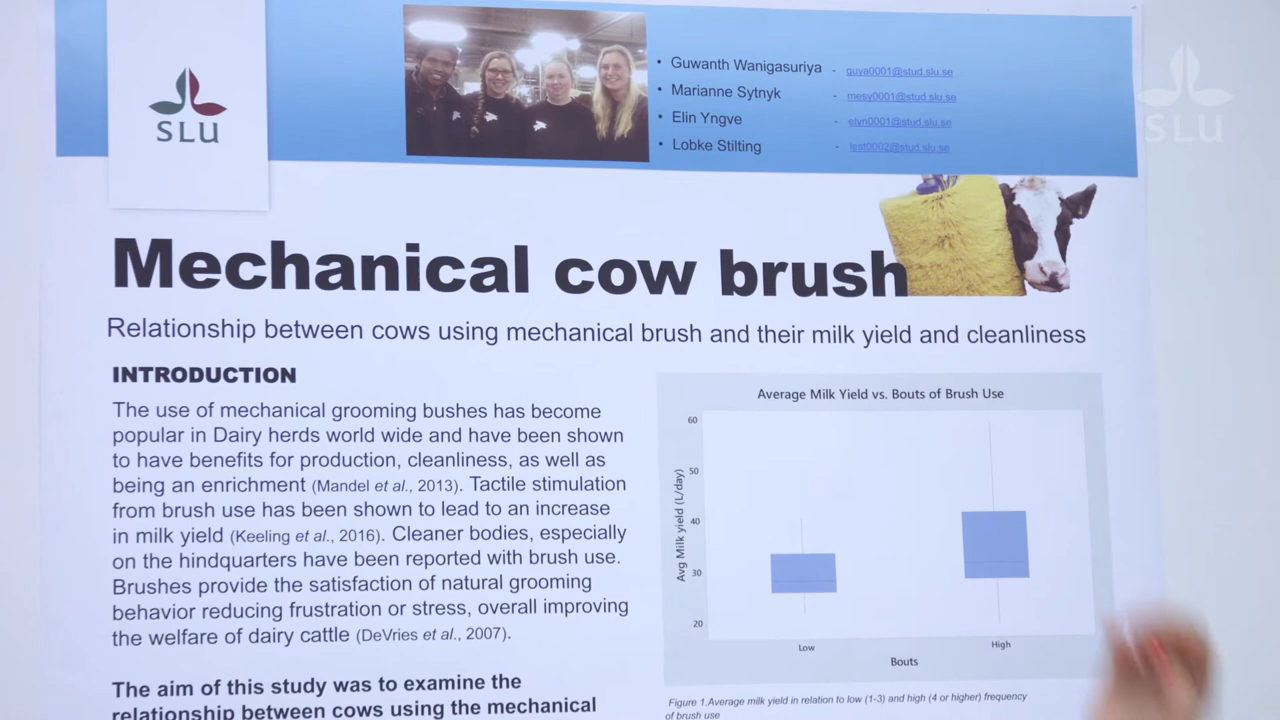 SLU
• Guwanth Wanigasuriya - guya0001@stud.slu.se
• Marianne Sytnyk - mesy0001@stud.slu.se
• Elin Yngve - elyn0001@stud.slu.se
• Lobke Stilting - lest0002@stud.slu.se
SLU
Mechanical cow brush
Relationship between cows using mechanical brush and their milk yield and cleanliness
INTRODUCTION
The use of mechanical grooming bushes has become
popular in Dairy herds world wide and have been shown
to have benefits for production, cleanliness, as well as
being an enrichment (Mandel et al., 2013). Tactile stimulation
from brush use has been shown to lead to an increase
in milk yield (Keeling et al., 2016). Cleaner bodies, especially
on the hindquarters have been reported with brush use.
Brushes provide the satisfaction of natural grooming
behavior reducing frustration or stress, overall improving
the welfare of dairy cattle (DeVries et al., 2007).
The aim of this study was to examine the
relationship between cows using the mechanical
Average Milk Yield vs. Bouts of Brush Use
Avg Milk yield (L/day)
60
50
40
30
20
Low
High
Bouts
Figure 1.Average milk yield in relation to low (1-3) and high (4 or higher) frequency
of brush use